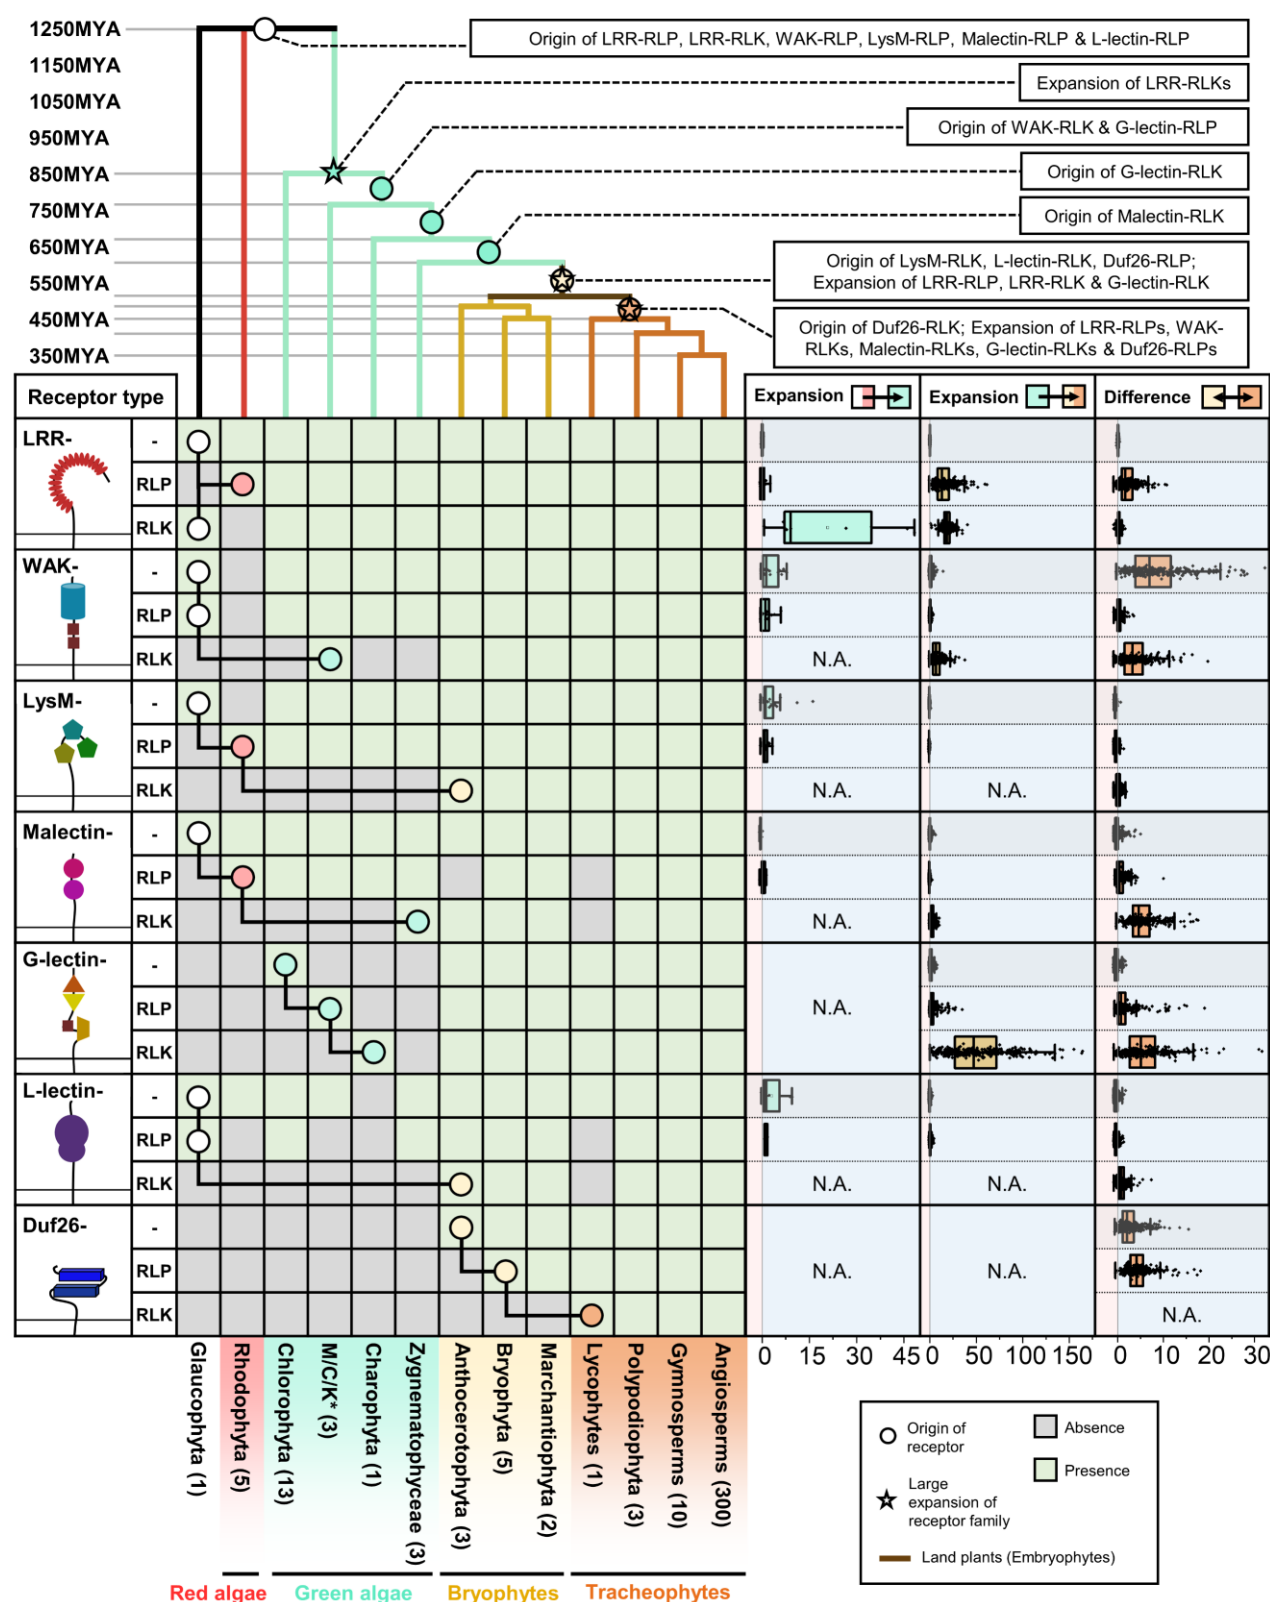 1250MYA
1150MYA
1050MYA
950MYA
850MYA
750MYA
650MYA
550MYA
450MYA
350MYA
Origin of LRR-RLP, LRR-RLK, WAK-RLP, LysM-RLP, Malectin-RLP & L-lectin-RLP
Expansion of LRR-RLKs
Origin of WAK-RLK & G-lectin-RLP
Origin of G-lectin-RLK
Origin of Malectin-RLK
Origin of LysM-RLK, L-lectin-RLK, Duf26-RLP;
Expansion of LRR-RLP, LRR-RLK & G-lectin-RLK
Origin of Duf26-RLK; Expansion of LRR-RLPs, WAK-
RLKs, Malectin-RLKs, G-lectin-RLKs & Duf26-RLPs
Receptor type
Expansion
Expansion
Difference
LRR-
-
RLP
RLK
WAK-
-
RLP
RLK
N.A.
LysM-
-
RLP
RLK
N.A.
N.A.
Malectin-
-
RLP
RLK
N.A.
G-lectin-
-
RLP
N.A.
RLK
L-lectin-
-
RLP
RLK
N.A.
N.A.
Duf26-
-
RLP
N.A.
N.A.
RLK
N.A.
0 15 30 45
0 50 100 150
0 10 20 30
Glaucophyta (1)
Rhodophyta (5)
Chlorophyta (13)
M/C/K* (3)
Charophyta (1)
Zygnematophyceae (3)
Anthocerotophyta (3)
Bryophyta (5)
Marchantiophyta (2)
Lycophytes (1)
Polypodiophyta (3)
Gymnosperms (10)
Angiosperms (300)
Red algae
Green algae
Bryophytes
Tracheophytes
Origin of
receptor
Large
expansion of
receptor family
Absence
Presence
Land plants (Embryophytes)